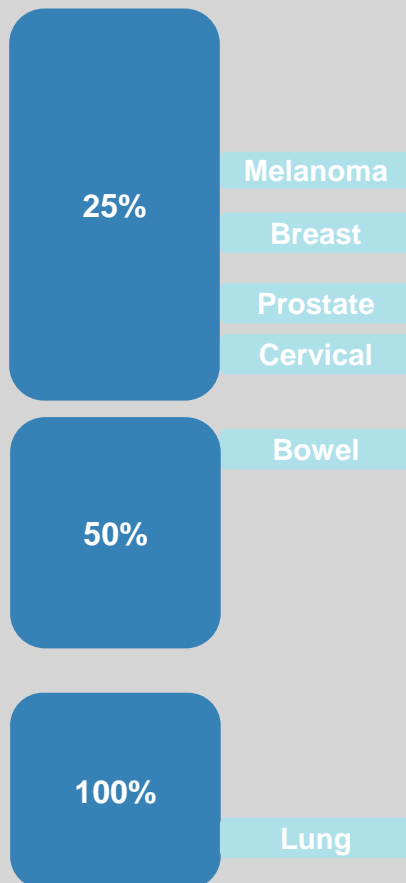 Melanoma
25%
Breast
Prostate
Cervical
Bowel
50%
100%
Lung